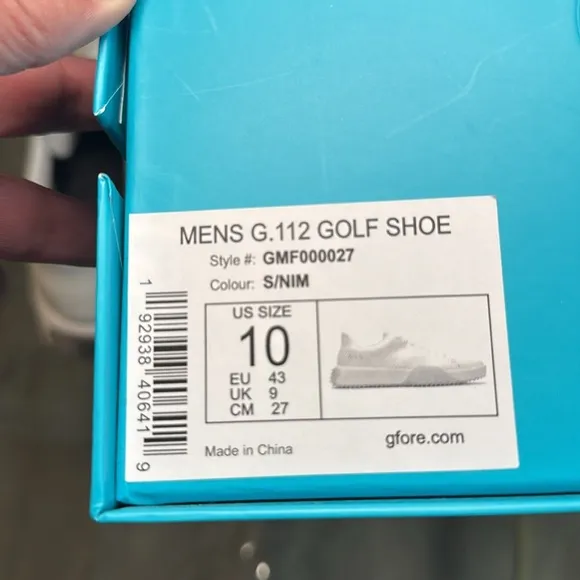 MENS G.112 GOLF SHOE
Style #: GMF000027
Colour: S/NIM
US SIZE
10
EU 43
UK 9
CM 27
1 92938 40641 9
Made in China
gfore.com